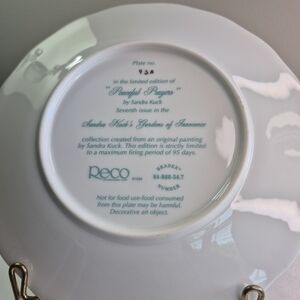 Plate no.
in the limited edition of
"Peaceful Prayers"
by Sandra Kuck
Seventh issue in the
Sandra Kuck's Gardens of Innocence
collection created from an original painting
by Sandra Kuck. This edition is strictly limited
to a maximum firing period of 95 days.
Reco
BRADEX
84-R60-54.7
NUMBER
Not for food use-food consumed
from this plate may be harmful.
Decorative art object.